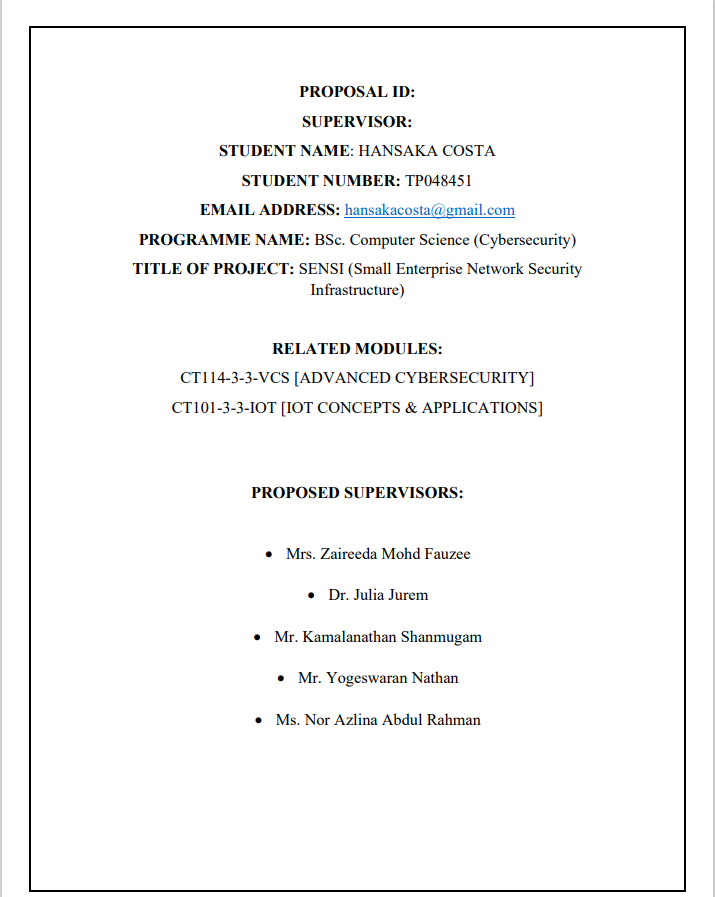 PROPOSAL ID:
SUPERVISOR:
STUDENT NAME: HANSAKA COSTA
STUDENT NUMBER: TP048451
EMAIL ADDRESS: hansakacosta@gmail.com
PROGRAMME NAME: BSc. Computer Science (Cybersecurity)
TITLE OF PROJECT: SENSI (Small Enterprise Network Security
Infrastructure)
RELATED MODULES:
CT114-3-3-VCS [ADVANCED CYBERSECURITY]
CT101-3-3-IOT [IOT CONCEPTS & APPLICATIONS]
PROPOSED SUPERVISORS:
• Mrs. Zaireeda Mohd Fauzee
• Dr. Julia Jurem
• Mr. Kamalanathan Shanmugam
• Mr. Yogeswaran Nathan
• Ms. Nor Azlina Abdul Rahman